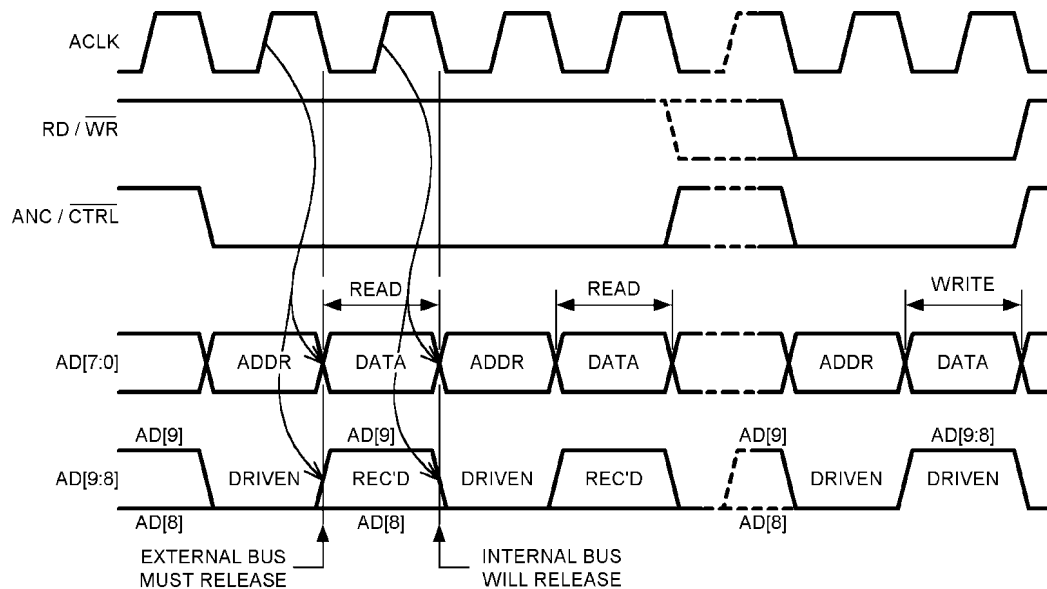 ACLK
RD / WR
ANC / CTRL
READ
READ
WRITE
AD[7:0]
ADDR
DATA
ADDR
DATA
ADDR
DATA
AD[9]
AD[9]
AD[9]
AD[9:8]
AD[9:8]
DRIVEN
REC'D
DRIVEN
REC'D
DRIVEN
DRIVEN
AD[8]
AD[8]
AD[8]
EXTERNAL BUS
MUST RELEASE
INTERNAL BUS
WILL RELEASE